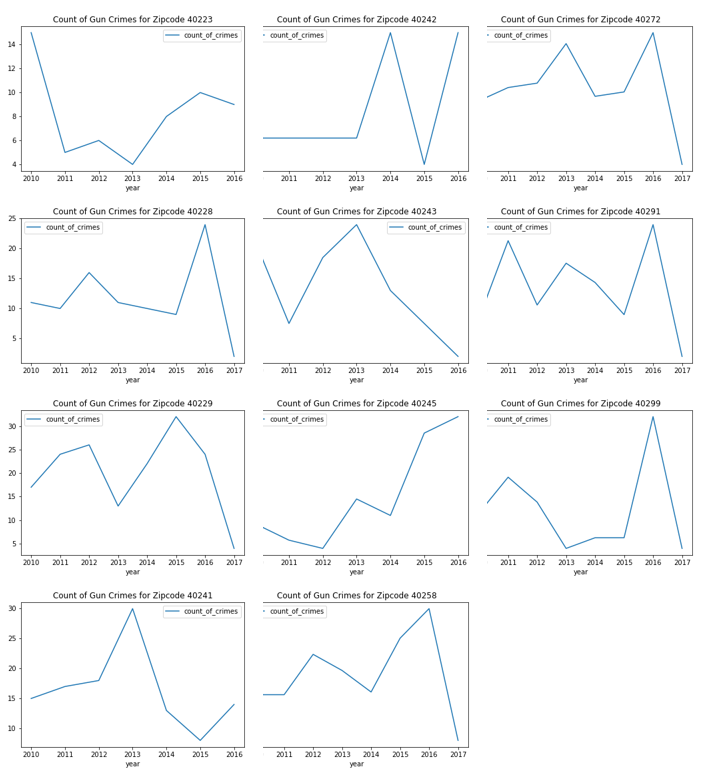 Count of Gun Crimes for Zipcode 40223
count_of_crimes
14
12
10
8
6
4
2010 2011 2012 2013 2014 2015 2016
year
Count of Gun Crimes for Zipcode 40242
count_of_crimes
2011 2012 2013 2014 2015 2016
year
Count of Gun Crimes for Zipcode 40272
count_of_crimes
2011 2012 2013 2014 2015 2016 2017
year
Count of Gun Crimes for Zipcode 40228
count_of_crimes
25
20
15
10
5
2010 2011 2012 2013 2014 2015 2016 2017
year
Count of Gun Crimes for Zipcode 40243
count_of_crimes
2011 2012 2013 2014 2015 2016
year
Count of Gun Crimes for Zipcode 40291
count_of_crimes
2011 2012 2013 2014 2015 2016 2017
year
Count of Gun Crimes for Zipcode 40229
count_of_crimes
30
25
20
15
10
5
2010 2011 2012 2013 2014 2015 2016 2017
year
Count of Gun Crimes for Zipcode 40245
count_of_crimes
2011 2012 2013 2014 2015 2016
year
Count of Gun Crimes for Zipcode 40299
count_of_crimes
2011 2012 2013 2014 2015 2016 2017
year
Count of Gun Crimes for Zipcode 40241
count_of_crimes
30
25
20
15
10
2010 2011 2012 2013 2014 2015 2016
year
Count of Gun Crimes for Zipcode 40258
count_of_crimes
2011 2012 2013 2014 2015 2016 2017
year